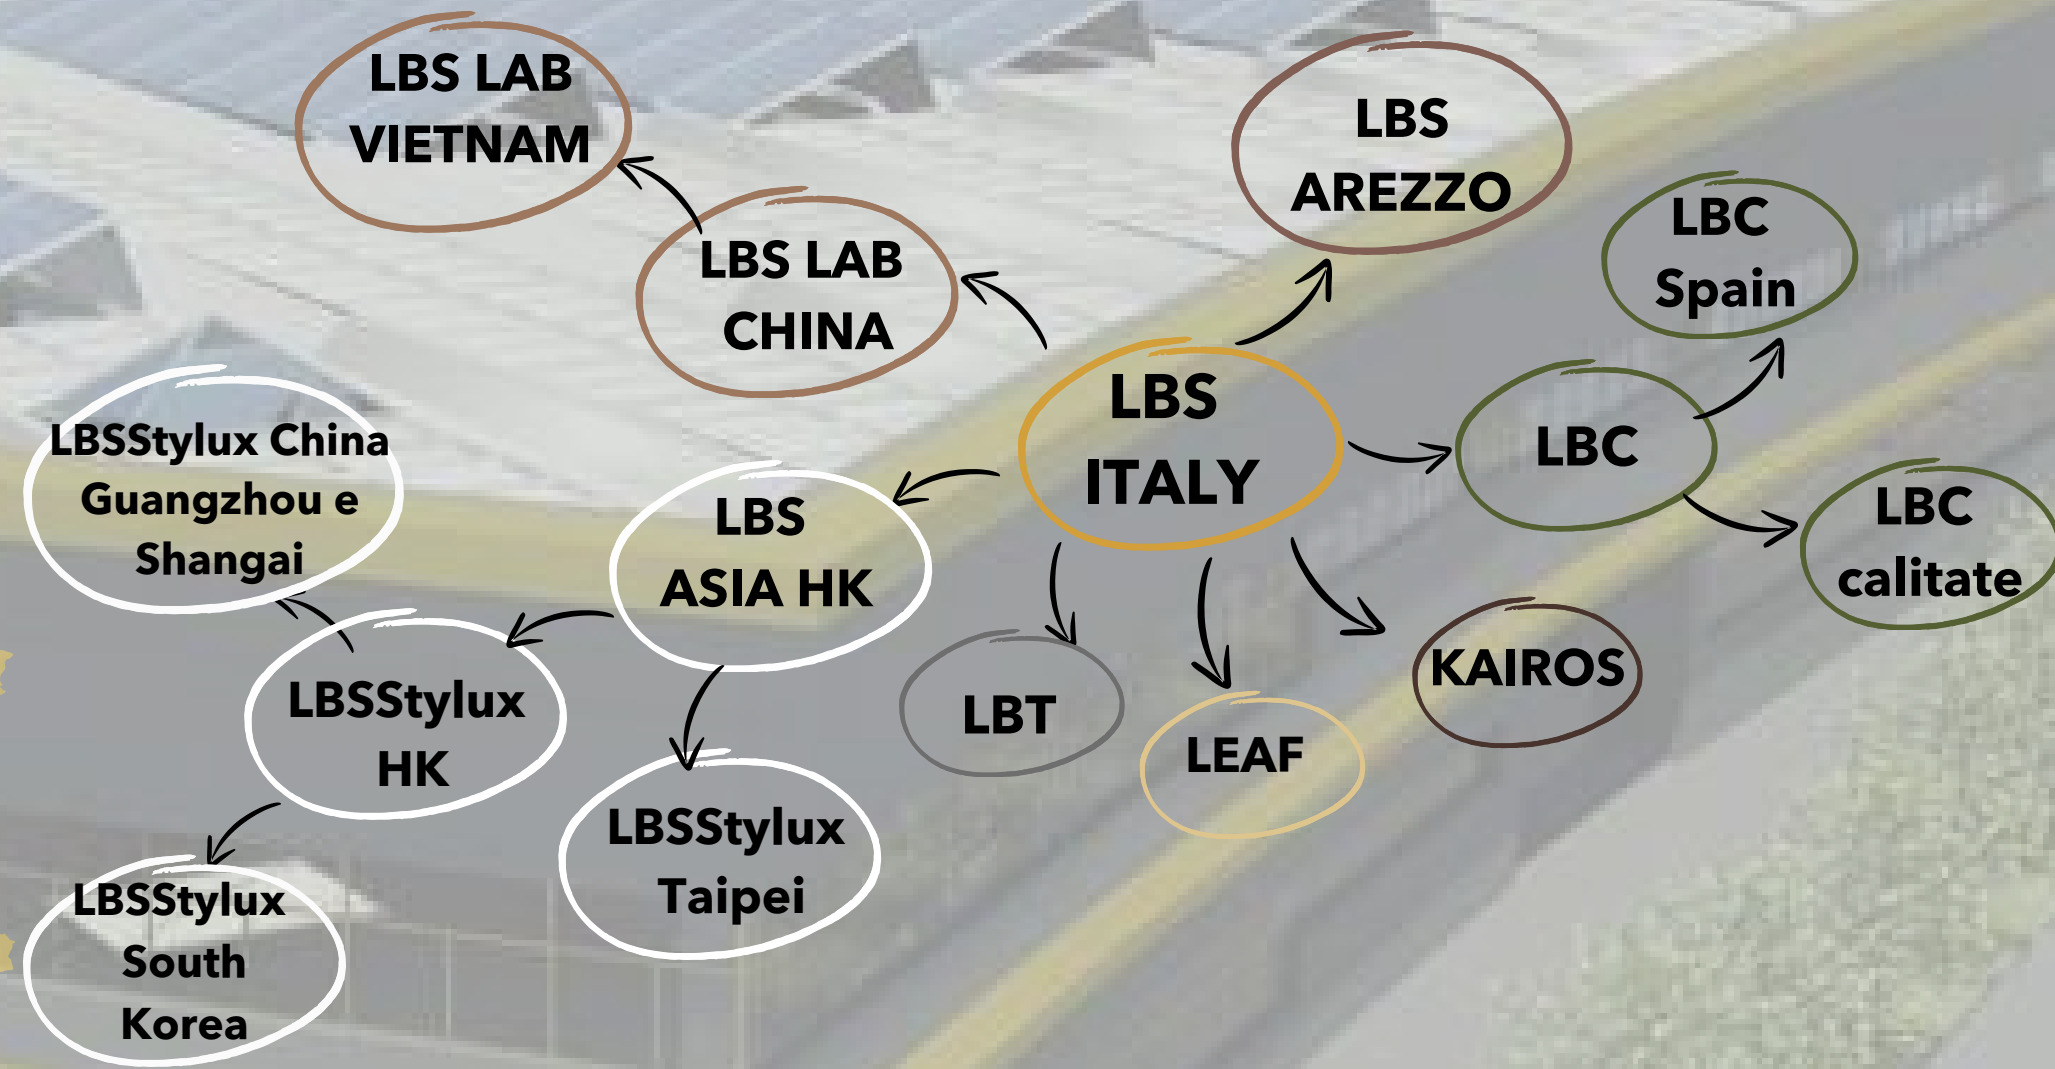 LBS LAB
VIETNAM
LBS
AREZZO
LBC
Spain
LBS LAB
CHINA
LBS
ITALY
LBC
LBSStylux China
Guangzhou e
Shangai
LBS
ASIA HK
LBC
calitate
LBSStylux
HK
LBT
LEAF
KAIROS
LBSStylux
Taipei
LBSStylux
South
Korea